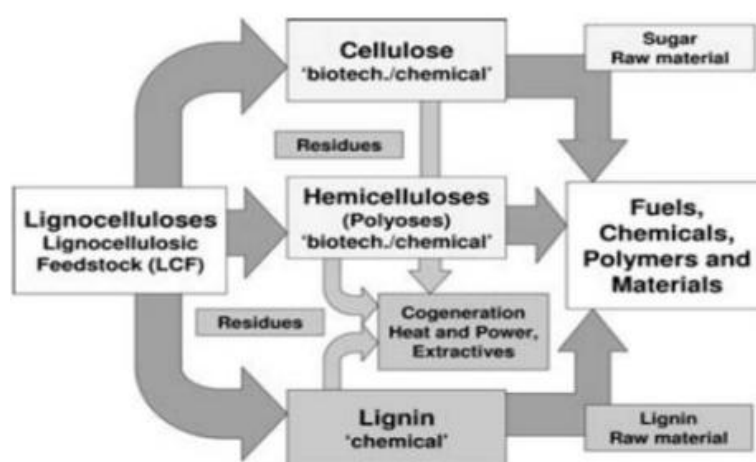 Cellulose
'biotech./chemical'
Sugar
Raw material
Residues
Lignocelluloses
Lignocellulosic
Feedstock (LCF)
Hemicelluloses
(Polyoses)
'biotech./chemical'
Fuels,
Chemicals,
Polymers and
Materials
Residues
Cogeneration
Heat and Power,
Extractives
Lignin
'chemical'
Lignin
Raw material